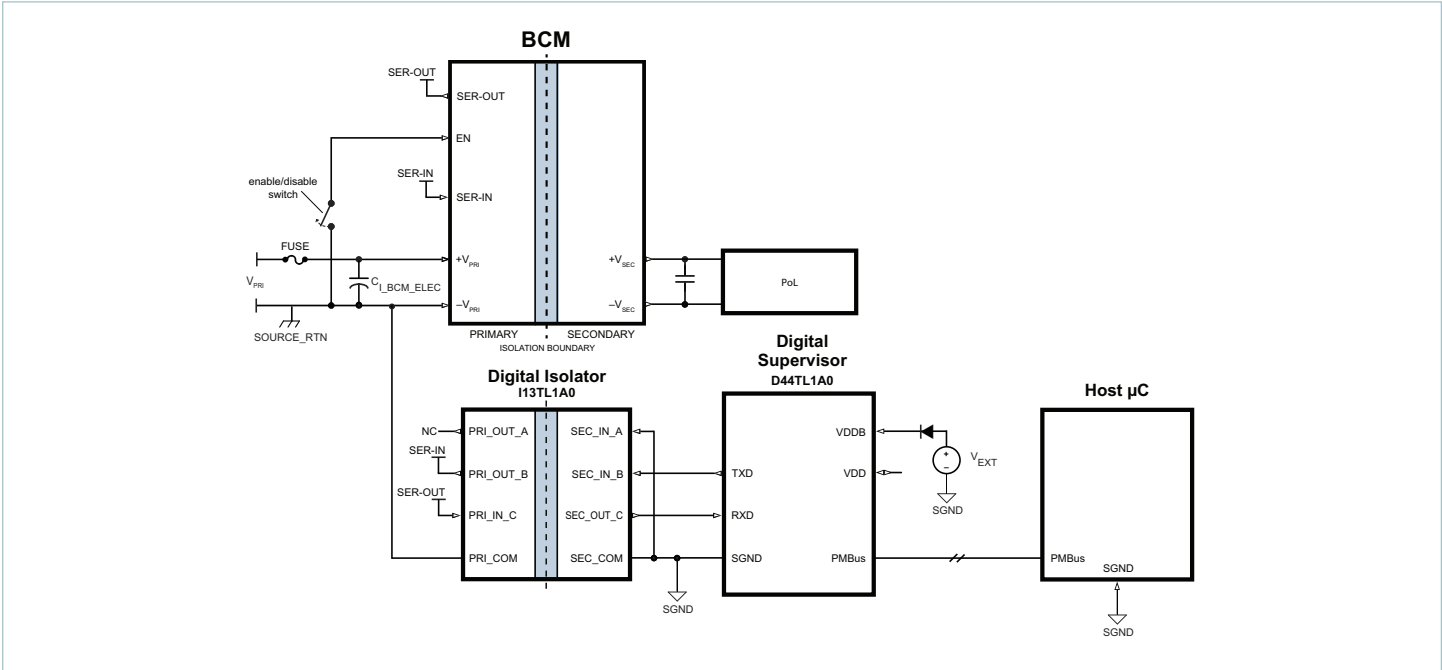 BCM
SER-OUT
SER-OUT
EN
SER-IN
SER-IN
enable/disable
switch
FUSE
+VPRI
VPRI
CI_BCM_ELEC
–VPRI
SOURCE_RTN
+VSEC
–VSEC
PoL
PRIMARY
SECONDARY
ISOLATION BOUNDARY
Digital Isolator
I13TL1A0
NC
PRI_OUT_A
SEC_IN_A
SER-IN
PRI_OUT_B
SEC_IN_B
SER-OUT
PRI_IN_C
SEC_OUT_C
PRI_COM
SEC_COM
SGND
Digital
Supervisor
D44TL1A0
VDDB
TXD
VDD
RXD
SGND
PMBus
+
–
VEXT
SGND
Host µC
PMBus
SGND
SGND